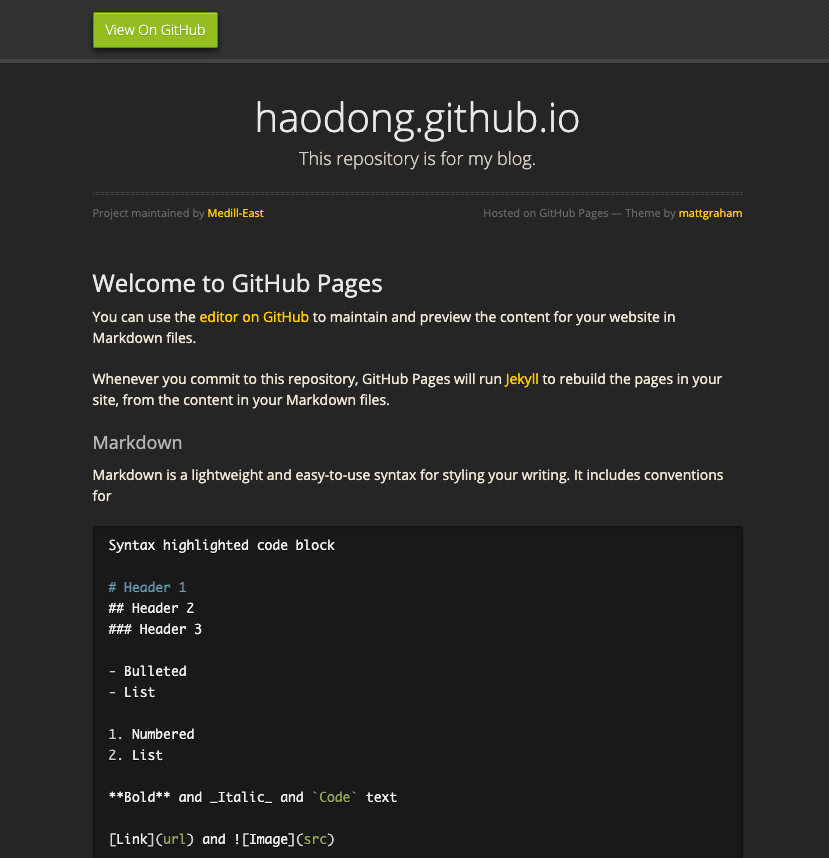 View On GitHub
haodong.github.io
This repository is for my blog.
Project maintained by Medill-East
Hosted on GitHub Pages — Theme by mattgraham
Welcome to GitHub Pages
You can use the editor on GitHub to maintain and preview the content for your website in
Markdown files.
Whenever you commit to this repository, GitHub Pages will run Jekyll to rebuild the pages in your
site, from the content in your Markdown files.
Markdown
Markdown is a lightweight and easy-to-use syntax for styling your writing. It includes conventions
for
Syntax highlighted code block
# Header 1
## Header 2
### Header 3
- Bulleted
- List
1. Numbered
2. List
**Bold** and _Italic_ and `Code` text
[Link](url) and ![Image](src)